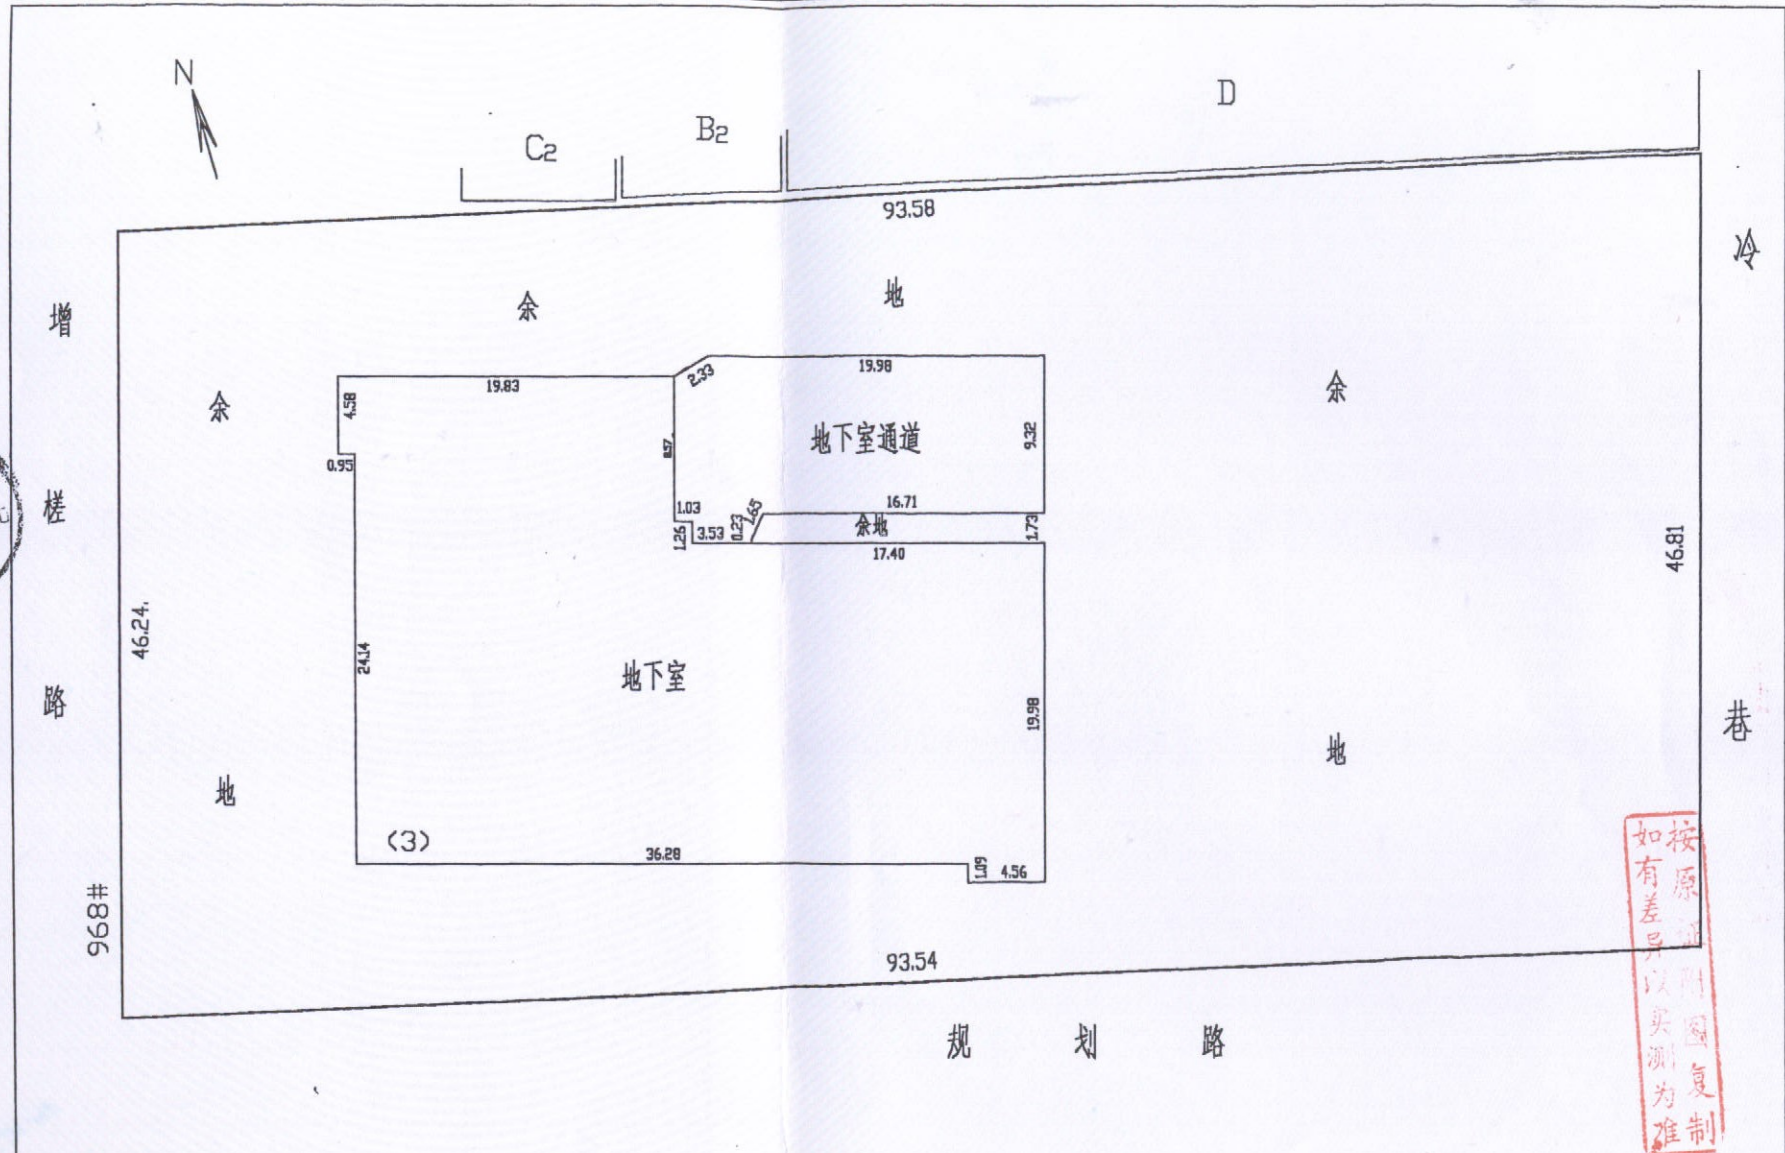 N
C2
B2
D
93.58
增槎路
968#
46.24.
冷巷
46.81
余地
余地
余地
19.83
4.58
0.95
2.33
19.98
地下室通道
9.32
8.57
1.03
1.26
3.53
0.23
1.65
16.71
余地
1.73
17.40
24.14
地下室
19.98
(3)
36.28
1.09
4.56
93.54
规划路
按原证附图复制
如有差异以实测为准